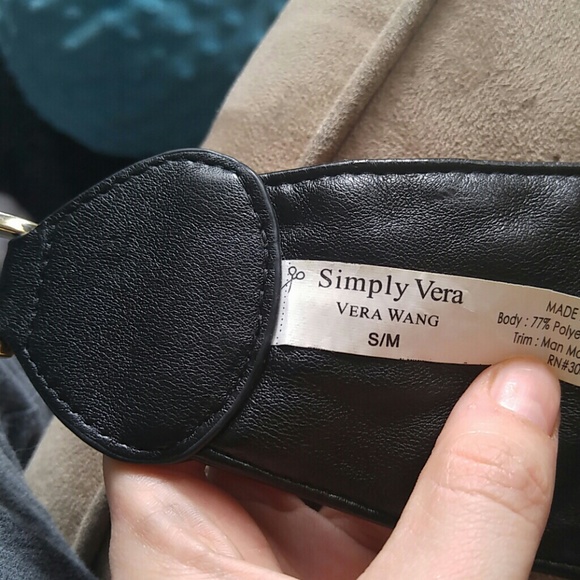 Simply Vera
VERA WANG
S/M
MADE
Body : 77% Polye
Trim : Man Ma
RN#30